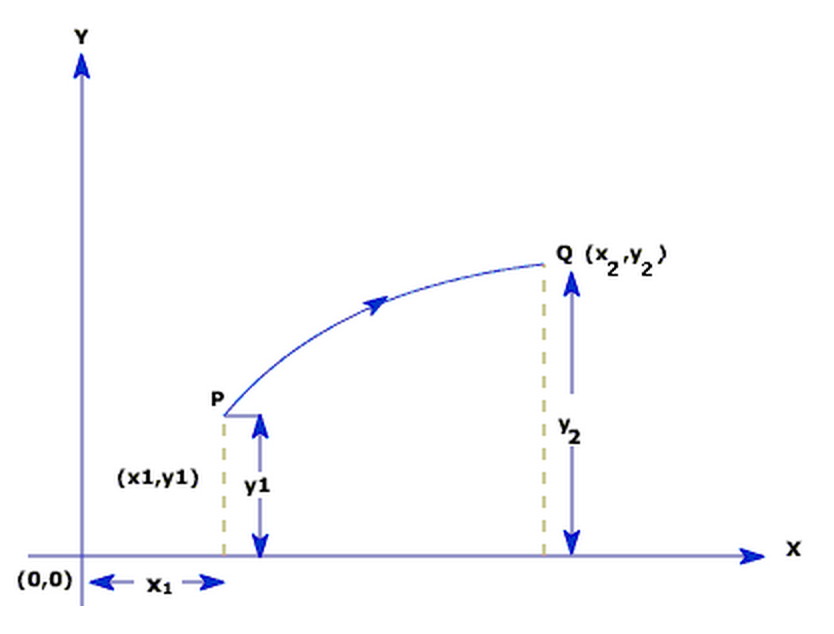 Y
Q (x₂,y₂)
P
y₂
(x1,y1)
y1
X
(0,0)
x₁